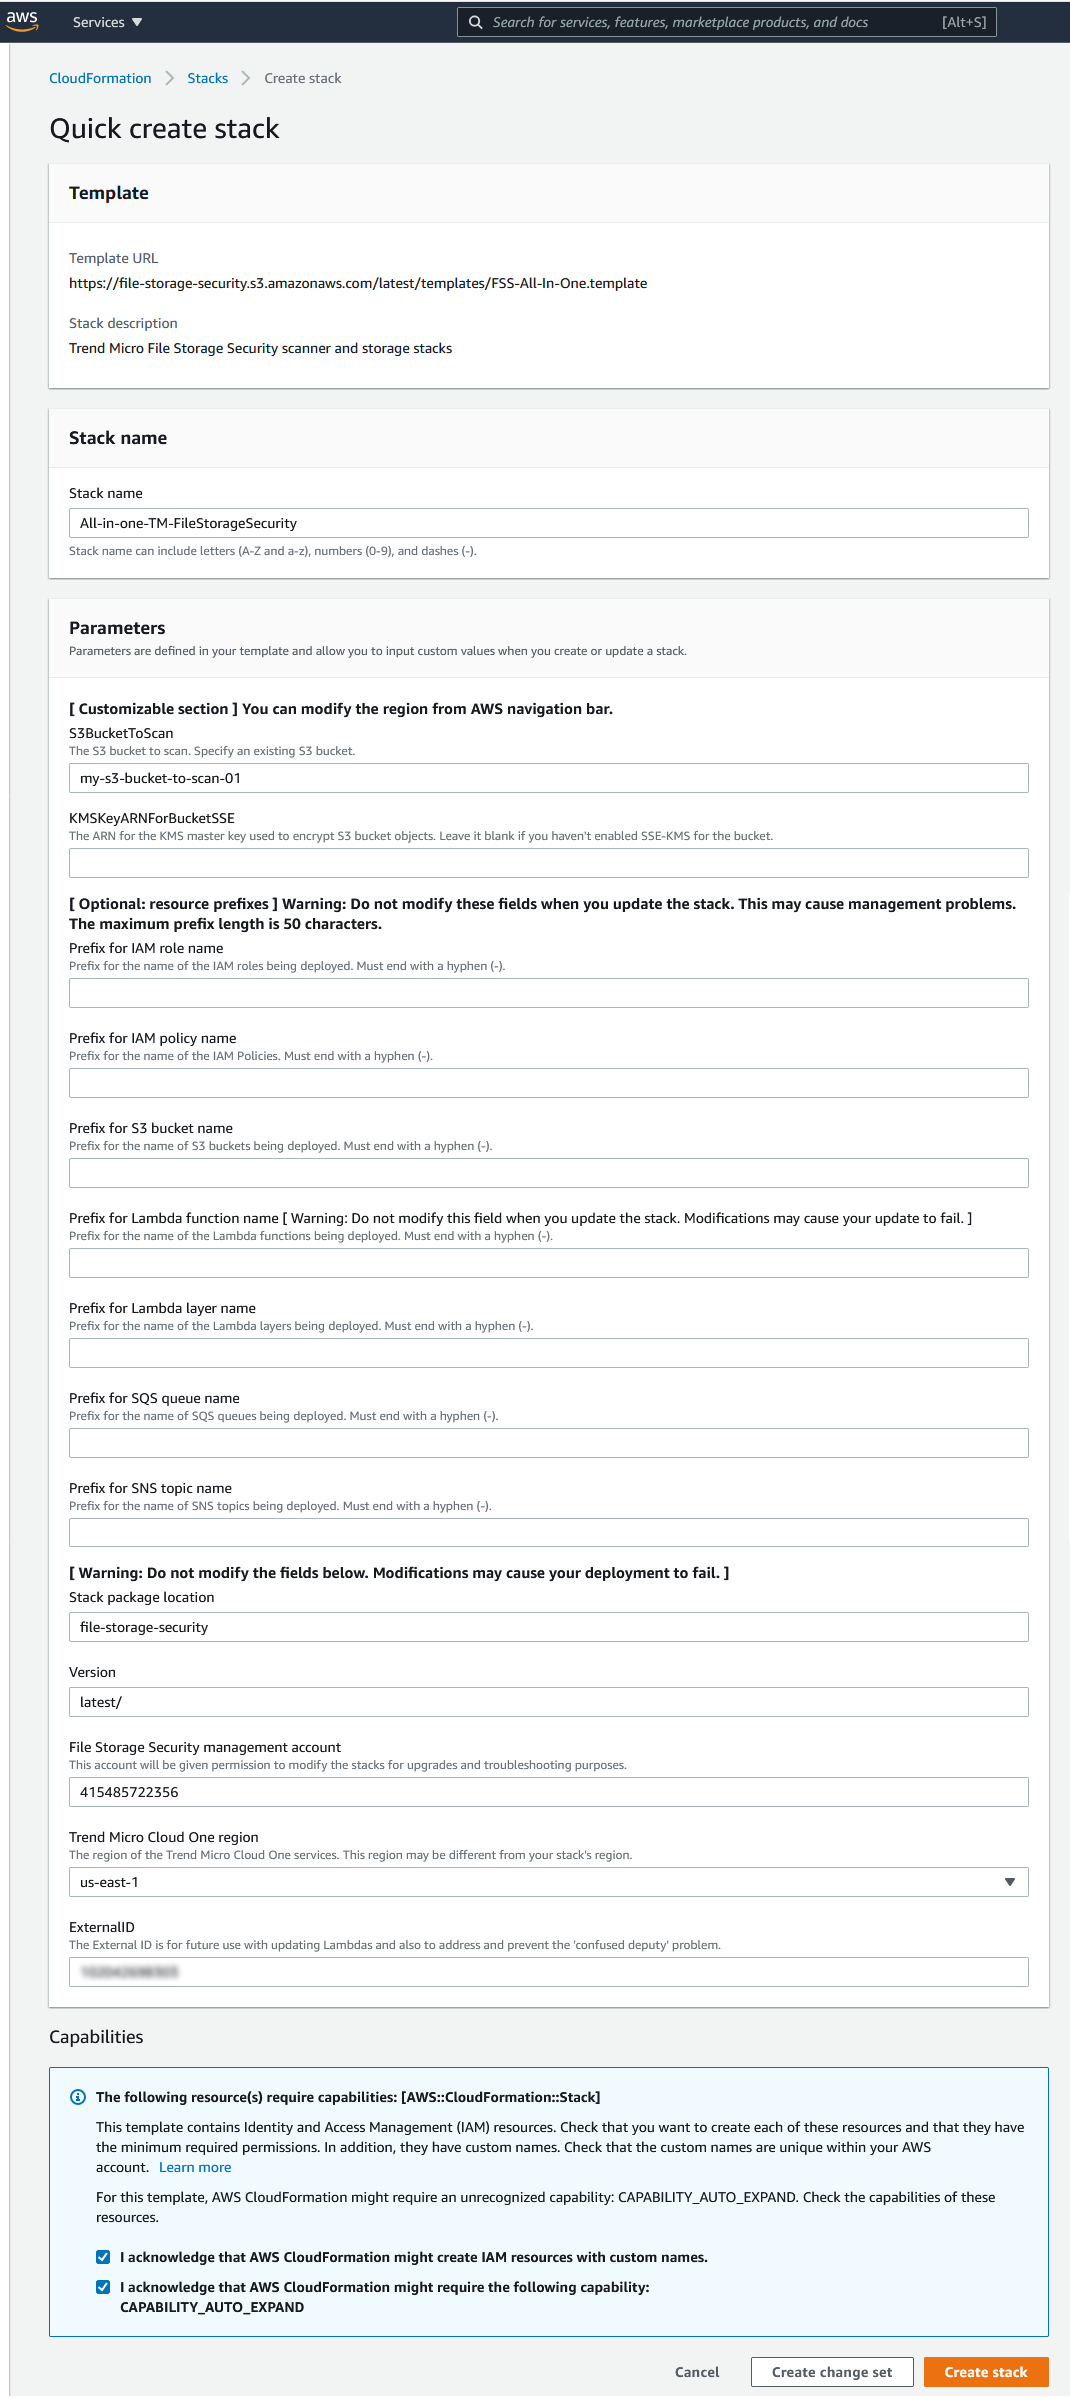 aws
Services
Search for services, features, marketplace products, and docs
[Alt+S]
CloudFormation
Stacks
Create stack
Quick create stack
Template
Template URL
https://file-storage-security.s3.amazonaws.com/latest/templates/FSS-All-In-One.template
Stack description
Trend Micro File Storage Security scanner and storage stacks
Stack name
Stack name
All-in-one-TM-FileStorageSecurity
Stack name can include letters (A-Z and a-z), numbers (0-9), and dashes (-).
Parameters
Parameters are defined in your template and allow you to input custom values when you create or update a stack.
[ Customizable section ] You can modify the region from AWS navigation bar.
S3BucketToScan
The S3 bucket to scan. Specify an existing S3 bucket.
my-s3-bucket-to-scan-01
KMSKeyARNForBucketSSE
The ARN for the KMS master key used to encrypt S3 bucket objects. Leave it blank if you haven't enabled SSE-KMS for the bucket.
[ Optional: resource prefixes ] Warning: Do not modify these fields when you update the stack. This may cause management problems.
The maximum prefix length is 50 characters.
Prefix for IAM role name
Prefix for the name of the IAM roles being deployed. Must end with a hyphen (-).
Prefix for IAM policy name
Prefix for the name of the IAM Policies. Must end with a hyphen (-).
Prefix for S3 bucket name
Prefix for the name of S3 buckets being deployed. Must end with a hyphen (-).
Prefix for Lambda function name [ Warning: Do not modify this field when you update the stack. Modifications may cause your update to fail. ]
Prefix for the name of the Lambda functions being deployed. Must end with a hyphen (-).
Prefix for Lambda layer name
Prefix for the name of the Lambda layers being deployed. Must end with a hyphen (-).
Prefix for SQS queue name
Prefix for the name of SQS queues being deployed. Must end with a hyphen (-).
Prefix for SNS topic name
Prefix for the name of SNS topics being deployed. Must end with a hyphen (-).
[ Warning: Do not modify the fields below. Modifications may cause your deployment to fail. ]
Stack package location
file-storage-security
Version
latest/
File Storage Security management account
This account will be given permission to modify the stacks for upgrades and troubleshooting purposes.
415485722356
Trend Micro Cloud One region
The region of the Trend Micro Cloud One services. This region may be different from your stack's region.
us-east-1
ExternalID
The External ID is for future use with updating Lambdas and also to address and prevent the 'confused deputy' problem.
Capabilities
The following resource(s) require capabilities: [AWS::CloudFormation::Stack]
This template contains Identity and Access Management (IAM) resources. Check that you want to create each of these resources and that they have
the minimum required permissions. In addition, they have custom names. Check that the custom names are unique within your AWS
account. Learn more
For this template, AWS CloudFormation might require an unrecognized capability: CAPABILITY_AUTO_EXPAND. Check the capabilities of these
resources.
I acknowledge that AWS CloudFormation might create IAM resources with custom names.
I acknowledge that AWS CloudFormation might require the following capability:
CAPABILITY_AUTO_EXPAND
Cancel
Create change set
Create stack